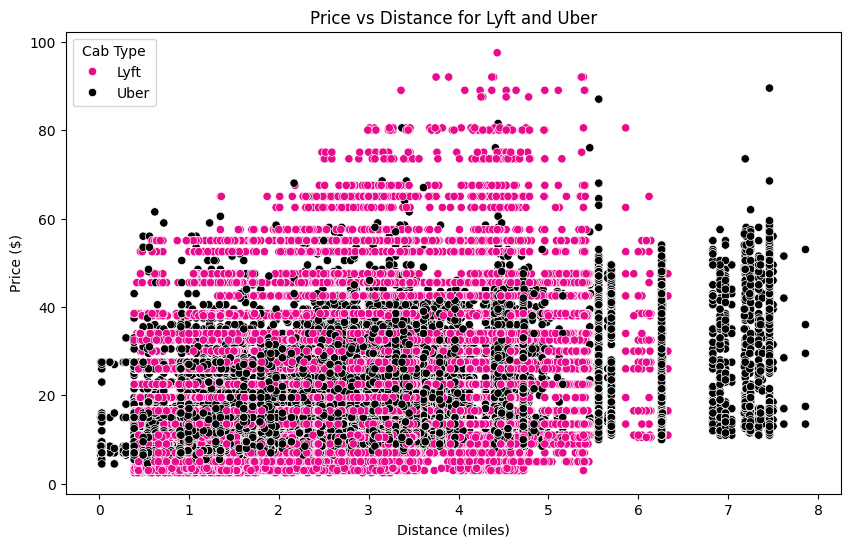 Price vs Distance for Lyft and Uber
Cab Type
Lyft
Uber
Price ($)
100
80
60
40
20
0
0 1 2 3 4 5 6 7 8
Distance (miles)